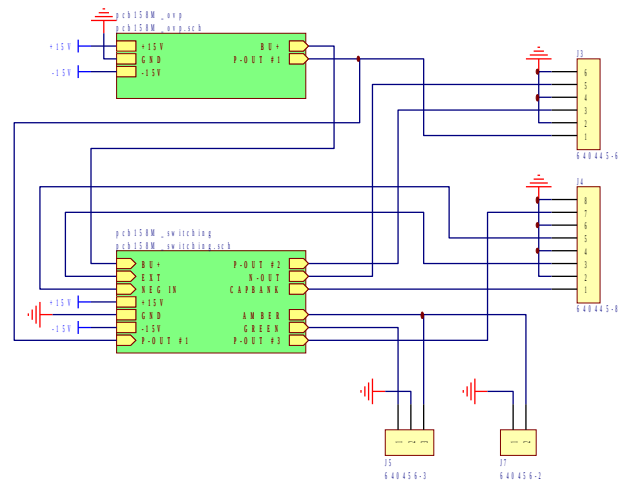 pcb158M_ovp
pcb158M_ovp.sch
+15V
+15V
BU+
GND
P-OUT #1
-15V
-15V
J3
6
5
4
3
2
1
640445-6
J4
8
7
6
5
4
3
2
1
640445-8
pcb158M_switching
pcb158M_switching.sch
BU+
P-OUT #2
EXT
N-OUT
NEG IN
CAPBANK
+15V
+15V
GND
AMBER
-15V
-15V
GREEN
P-OUT #1
P-OUT #3
J5
640456-3
J7
640456-2